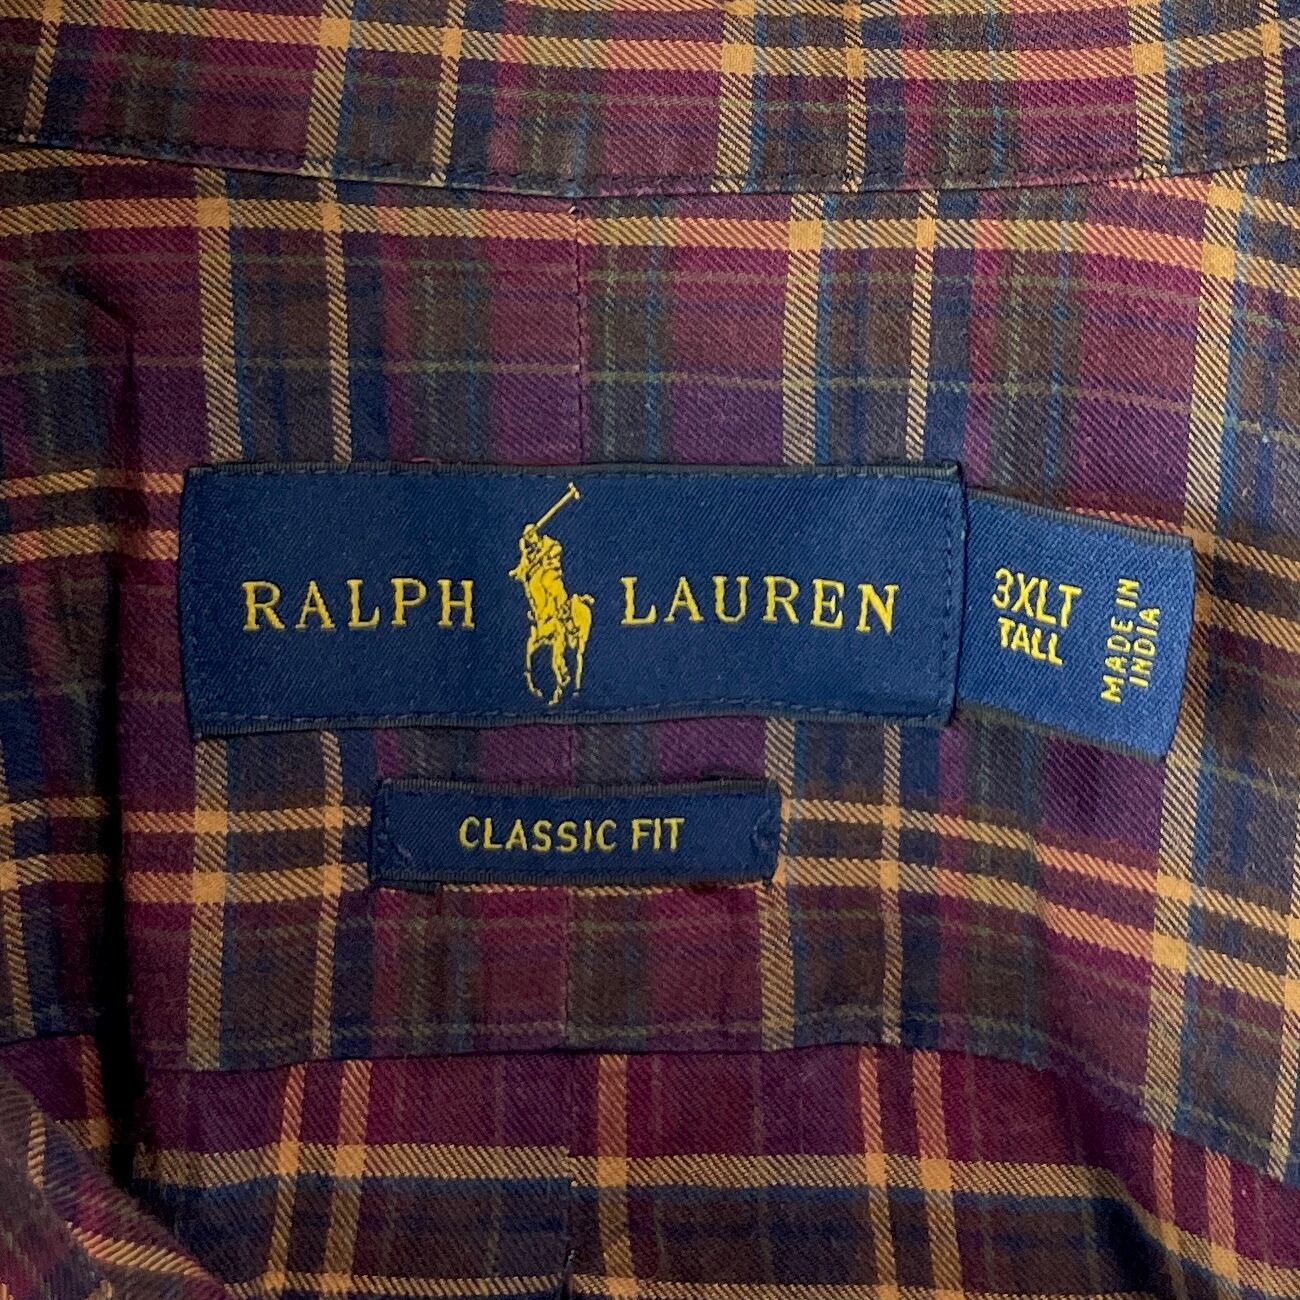 RALPH LAUREN
3XLT
TALL
MADE IN
INDIA
CLASSIC FIT